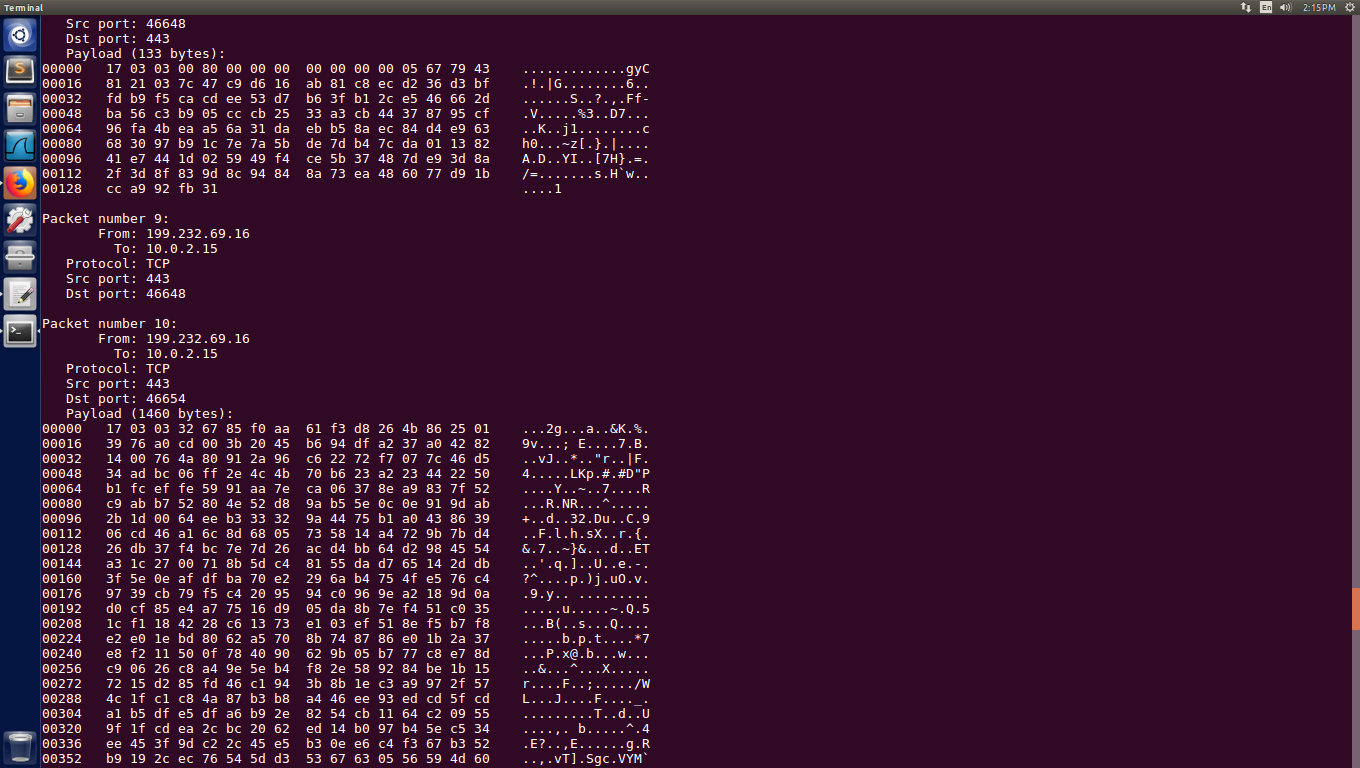 Terminal
En
2:15PM
Src port: 46648
Dst port: 443
Payload (133 bytes):
00000   17 03 03 00 80 00 00 00  00 00 00 00 05 67 79 43    .............gyC
00016   81 21 03 7c 47 c9 d6 16  ab 81 c8 ec d2 36 d3 bf    .!.|G........6..
00032   fd b9 f5 ca cd ee 53 d7  b6 3f b1 2c e5 46 66 2d    ......S..?.,.Ff-
00048   ba 56 c3 b9 05 cc cb 25  33 a3 cb 44 37 87 95 cf    .V.....%3..D7...
00064   96 fa 4b ea a5 6a 31 da  eb b5 8a ec 84 d4 e9 63    ..K..j1........c
00080   68 30 97 b9 1c 7e 7a 5b  de 7d b4 7c da 01 13 82    h0...~z[.}.|....
00096   41 e7 44 1d 02 59 49 f4  ce 5b 37 48 7d e9 3d 8a    A.D..YI..[7H}.=.
00112   2f 3d 8f 83 9d 8c 94 84  8a 73 ea 48 60 77 d9 1b    /=.......s.H`w..
00128   cc a9 92 fb 31    ....1
Packet number 9:
From: 199.232.69.16
To: 10.0.2.15
Protocol: TCP
Src port: 443
Dst port: 46648
Packet number 10:
From: 199.232.69.16
To: 10.0.2.15
Protocol: TCP
Src port: 443
Dst port: 46654
Payload (1460 bytes):
00000   17 03 03 32 67 85 f0 aa  61 f3 d8 26 4b 86 25 01    ...2g...a..&K.%.
00016   39 76 a0 cd 00 3b 20 45  b6 94 df a2 37 a0 42 82    9v...; E....7.B.
00032   14 00 76 4a 80 91 2a 96  c6 22 72 f7 07 7c 46 d5    ..vJ..*.."r..|F.
00048   34 ad bc 06 ff 2e 4c 4b  70 b6 23 a2 23 44 22 50    4.....LKp.#.#D"P
00064   b1 fc ef fe 59 91 aa 7e  ca 06 37 8e a9 83 7f 52    ....Y..~..7....R
00080   c9 ab b7 52 80 4e 52 d8  9a b5 5e 0c 0e 91 9d ab    ...R.NR...^.....
00096   2b 1d 00 64 ee b3 33 32  9a 44 75 b1 a0 43 86 39    +..d..32.Du..C.9
00112   06 cd 46 a1 6c 8d 68 05  73 58 14 a4 72 9b 7b d4    ..F.l.h.sX..r.{.
00128   26 db 37 f4 bc 7e 7d 26  ac d4 bb 64 d2 98 45 54    &.7..~}&...d..ET
00144   a3 1c 27 00 71 8b 5d c4  81 55 da d7 65 14 2d db    ..'.q.]..U..e.-.
00160   3f 5e 0e af df ba 70 e2  29 6a b4 75 4f e5 76 c4    ?^....p.)j.uO.v.
00176   97 39 cb 79 f5 c4 20 95  94 c0 96 9e a2 18 9d 0a    .9.y.. .........
00192   d0 cf 85 e4 a7 75 16 d9  05 da 8b 7e f4 51 c0 35    .....u.....~.Q.5
00208   1c f1 18 42 28 c6 13 73  e1 03 ef 51 8e f5 b7 f8    ...B(..s...Q....
00224   e2 e0 1e bd 80 62 a5 70  8b 74 87 86 e0 1b 2a 37    .....b.p.t....*7
00240   e8 f2 11 50 0f 78 40 90  62 9b 05 b7 77 c8 e7 8d    ...P.x@.b...w...
00256   c9 06 26 c8 a4 9e 5e b4  f8 2e 58 92 84 be 1b 15    ..&...^...X.....
00272   72 15 d2 85 fd 46 c1 94  3b 8b 1e c3 a9 97 2f 57    r....F..;...../W
00288   4c 1f c1 c8 4a 87 b3 b8  a4 46 ee 93 ed cd 5f cd    L...J....F...._.
00304   a1 b5 df e5 df a6 b9 2e  82 54 cb 11 64 c2 09 55    .........T..d..U
00320   9f 1f cd ea 2c bc 20 62  ed 14 b0 97 b4 5e c5 34    ....,. b.....^.4
00336   ee 45 3f 9d c2 2c 45 e5  b3 0e e6 c4 f3 67 b3 52    .E?..,E......g.R
00352   b9 19 2c ec 76 54 5d d3  53 67 63 05 56 59 4d 60    ..,.vT].Sgc.VYM`